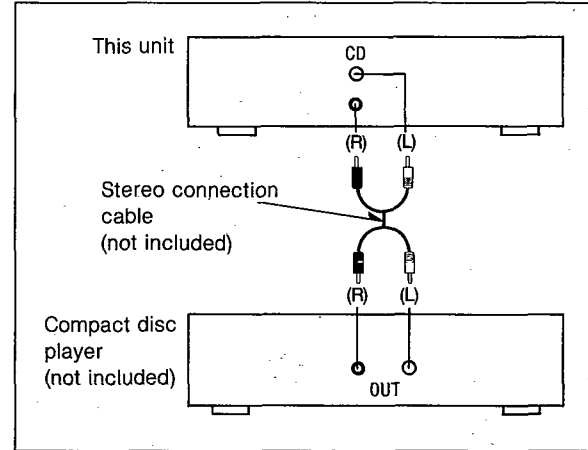 This unit
CD
(R) (L)
Stereo connection
cable
(not included)
(R) (L)
Compact disc
player
(not included)
OUT